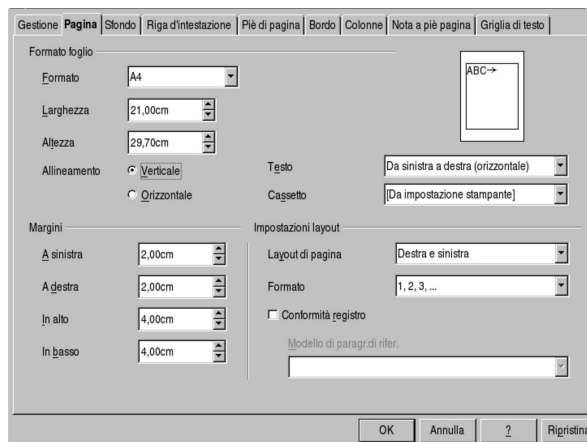 Gestione Pagina Sfondo Riga d'intestazione Piè di pagina Bordo Colonne Nota a piè pagina Griglia di testo
Formato foglio
Formato A4
ABC→
Larghezza 21,00cm
Altezza 29,70cm
Allineamento Verticale
Orizzontale
Testo Da sinistra a destra (orizzontale)
Cassetto [Da impostazione stampante]
Margini
A sinistra 2,00cm
A destra 2,00cm
In alto 4,00cm
In basso 4,00cm
Impostazioni layout
Layout di pagina Destra e sinistra
Formato 1, 2, 3, ...
Conformità registro
Modello di paragr.di rifer.
OK Annulla ? Ripristina